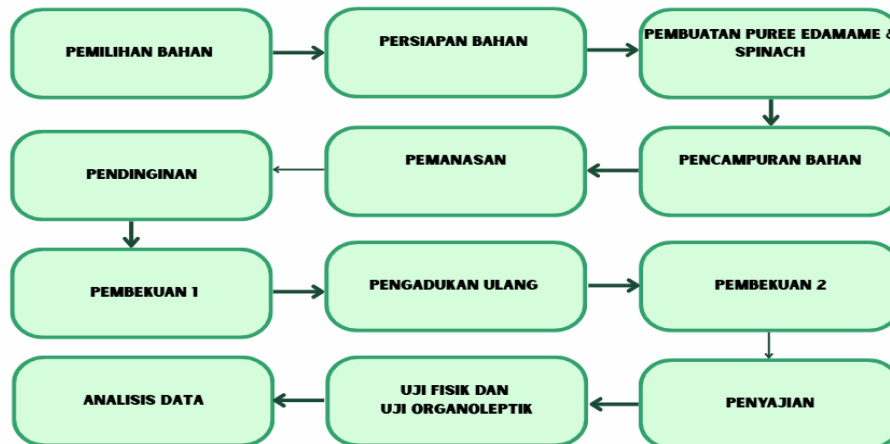 PEMILIHAN BAHAN
PERSIAPAN BAHAN
PEMBUATAN PUREE EDAMAME &
SPINACH
PENCAMPURAN BAHAN
PEMANASAN
PENDINGINAN
PEMBEKUAN 1
PENGADUKAN ULANG
PEMBEKUAN 2
PENYAJIAN
UJI FISIK DAN
UJI ORGANOLEPTIK
ANALISIS DATA